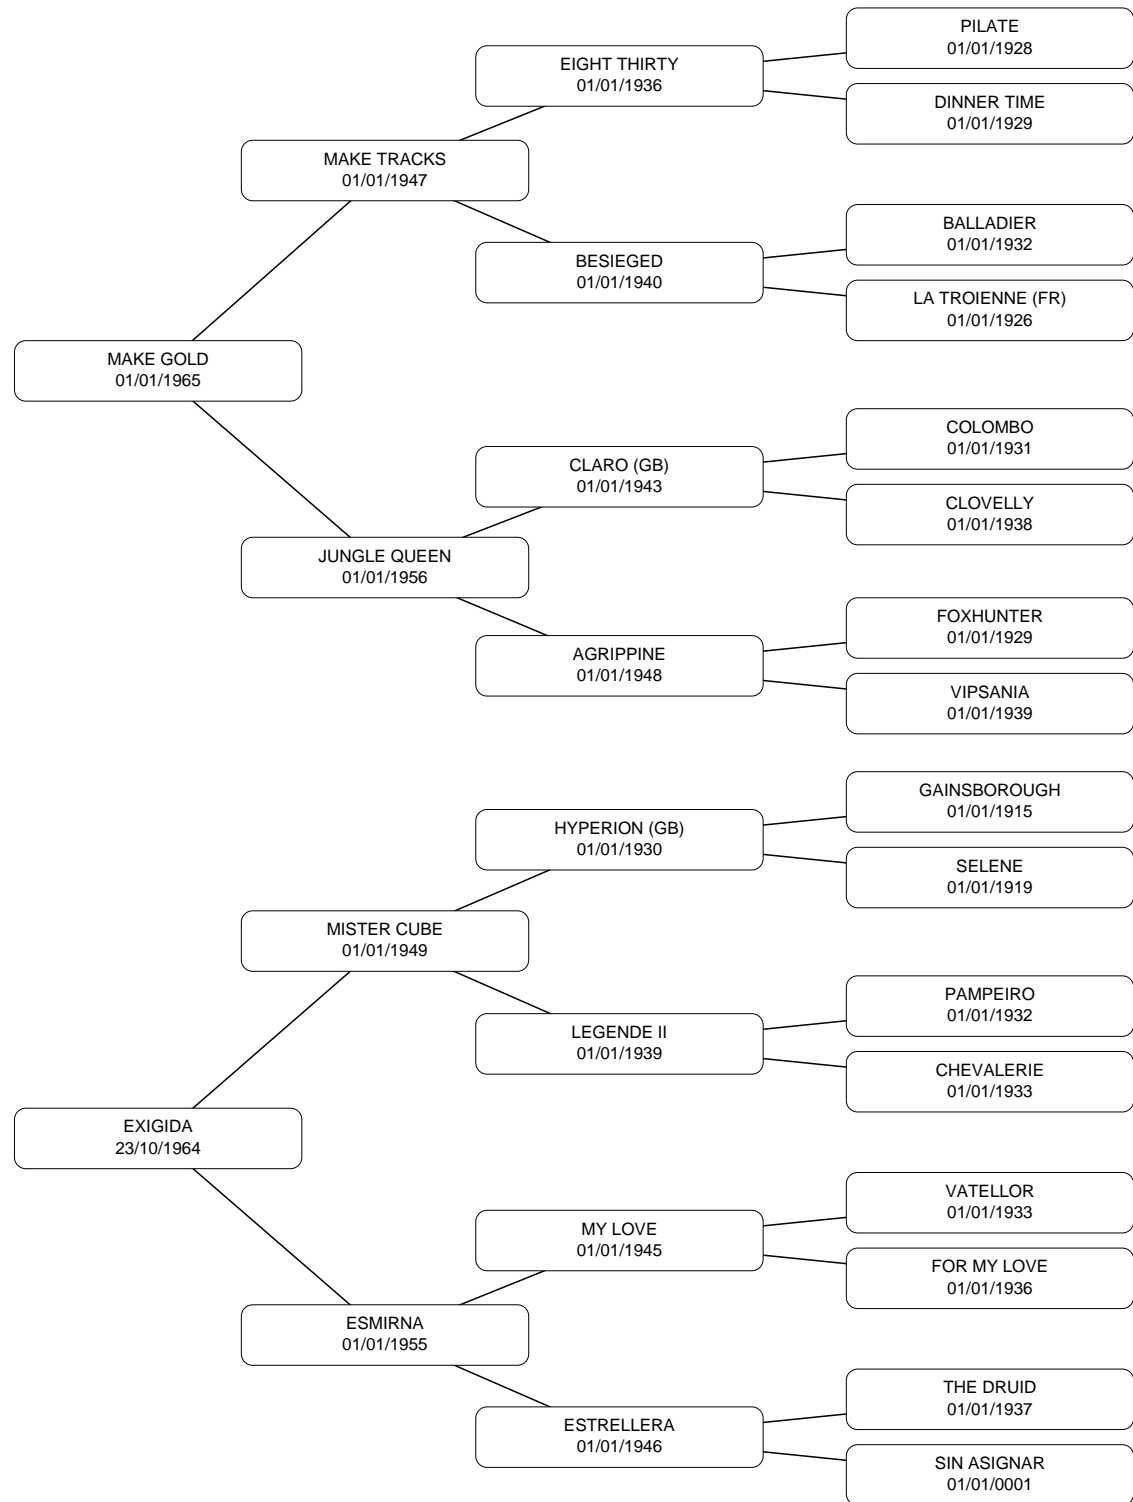 PILATE
01/01/1928
EIGHT THIRTY
01/01/1936
DINNER TIME
01/01/1929
MAKE TRACKS
01/01/1947
BALLADIER
01/01/1932
BESIEGED
01/01/1940
LA TROIENNE (FR)
01/01/1926
MAKE GOLD
01/01/1965
COLOMBO
01/01/1931
CLARO (GB)
01/01/1943
CLOVELLY
01/01/1938
JUNGLE QUEEN
01/01/1956
FOXHUNTER
01/01/1929
AGRIPPINE
01/01/1948
VIPSANIA
01/01/1939
GAINSBOROUGH
01/01/1915
HYPERION (GB)
01/01/1930
SELENE
01/01/1919
MISTER CUBE
01/01/1949
PAMPEIRO
01/01/1932
LEGENDE II
01/01/1939
CHEVALERIE
01/01/1933
EXIGIDA
23/10/1964
VATELLOR
01/01/1933
MY LOVE
01/01/1945
FOR MY LOVE
01/01/1936
ESMIRNA
01/01/1955
THE DRUID
01/01/1937
ESTRELLERA
01/01/1946
SIN ASIGNAR
01/01/0001